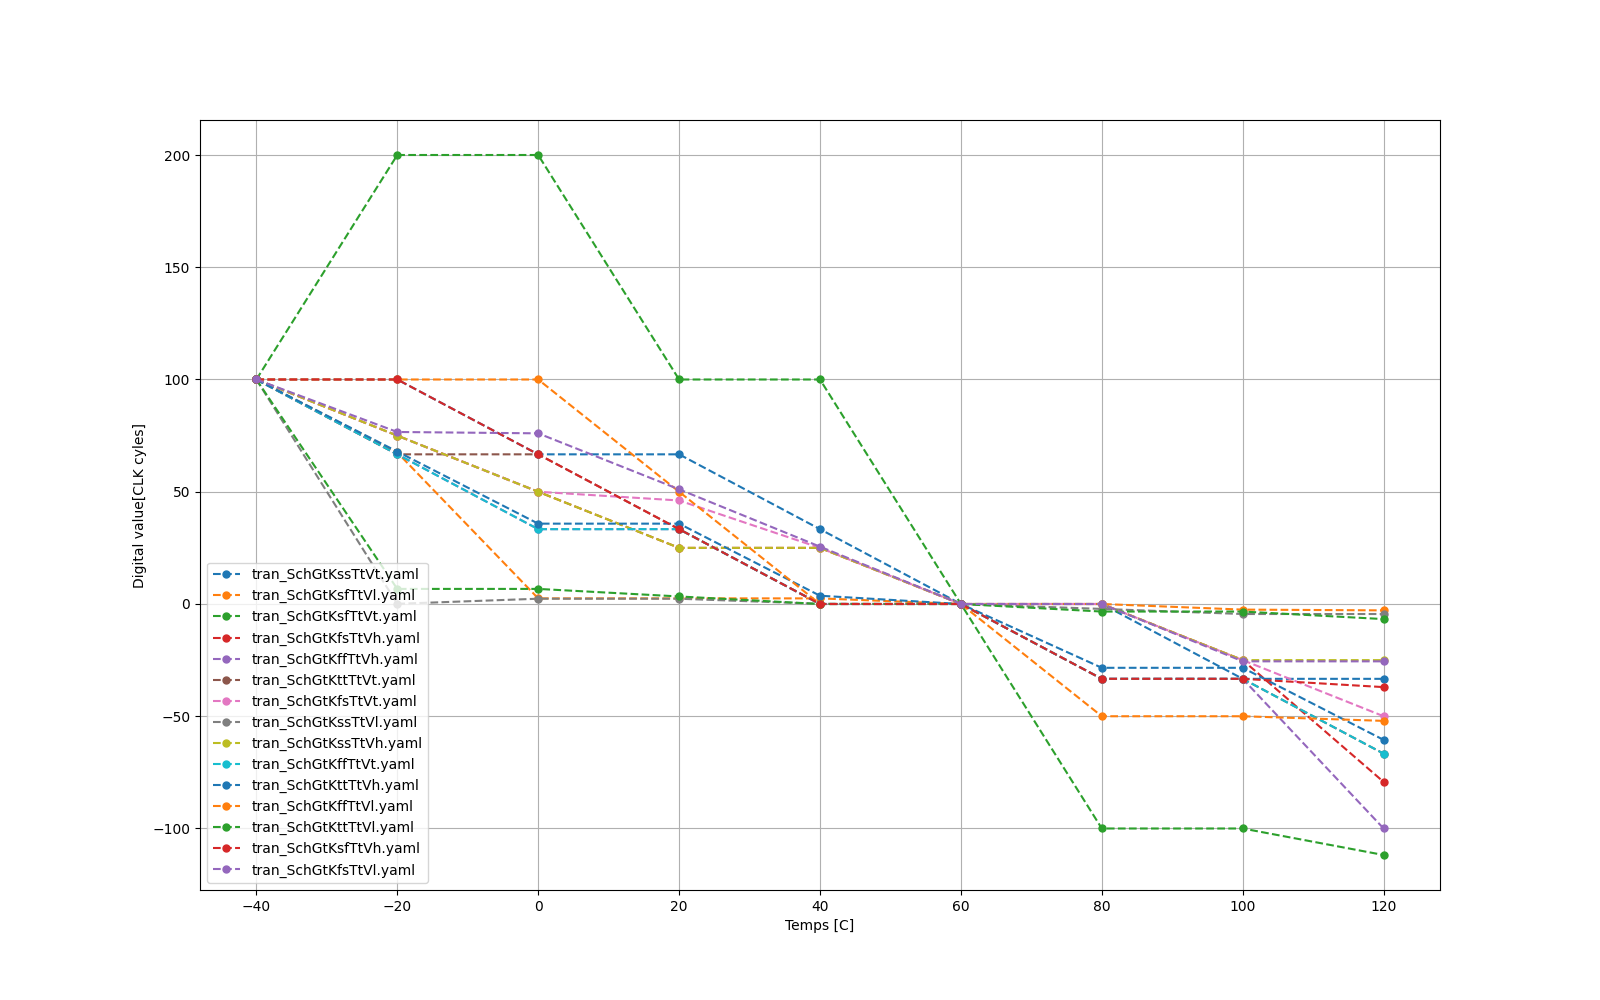 200
150
100
50
0
−50
−100
Digital value[CLK cyles]
tran_SchGtKssTtVt.yaml
tran_SchGtKsfTtVl.yaml
tran_SchGtKsfTtVt.yaml
tran_SchGtKfsTtVh.yaml
tran_SchGtKffTtVh.yaml
tran_SchGtKttTtVt.yaml
tran_SchGtKfsTtVt.yaml
tran_SchGtKssTtVl.yaml
tran_SchGtKssTtVh.yaml
tran_SchGtKffTtVt.yaml
tran_SchGtKttTtVh.yaml
tran_SchGtKffTtVl.yaml
tran_SchGtKttTtVl.yaml
tran_SchGtKsfTtVh.yaml
tran_SchGtKfsTtVl.yaml
−40 −20 0 20 40 60 80 100 120
Temps [C]